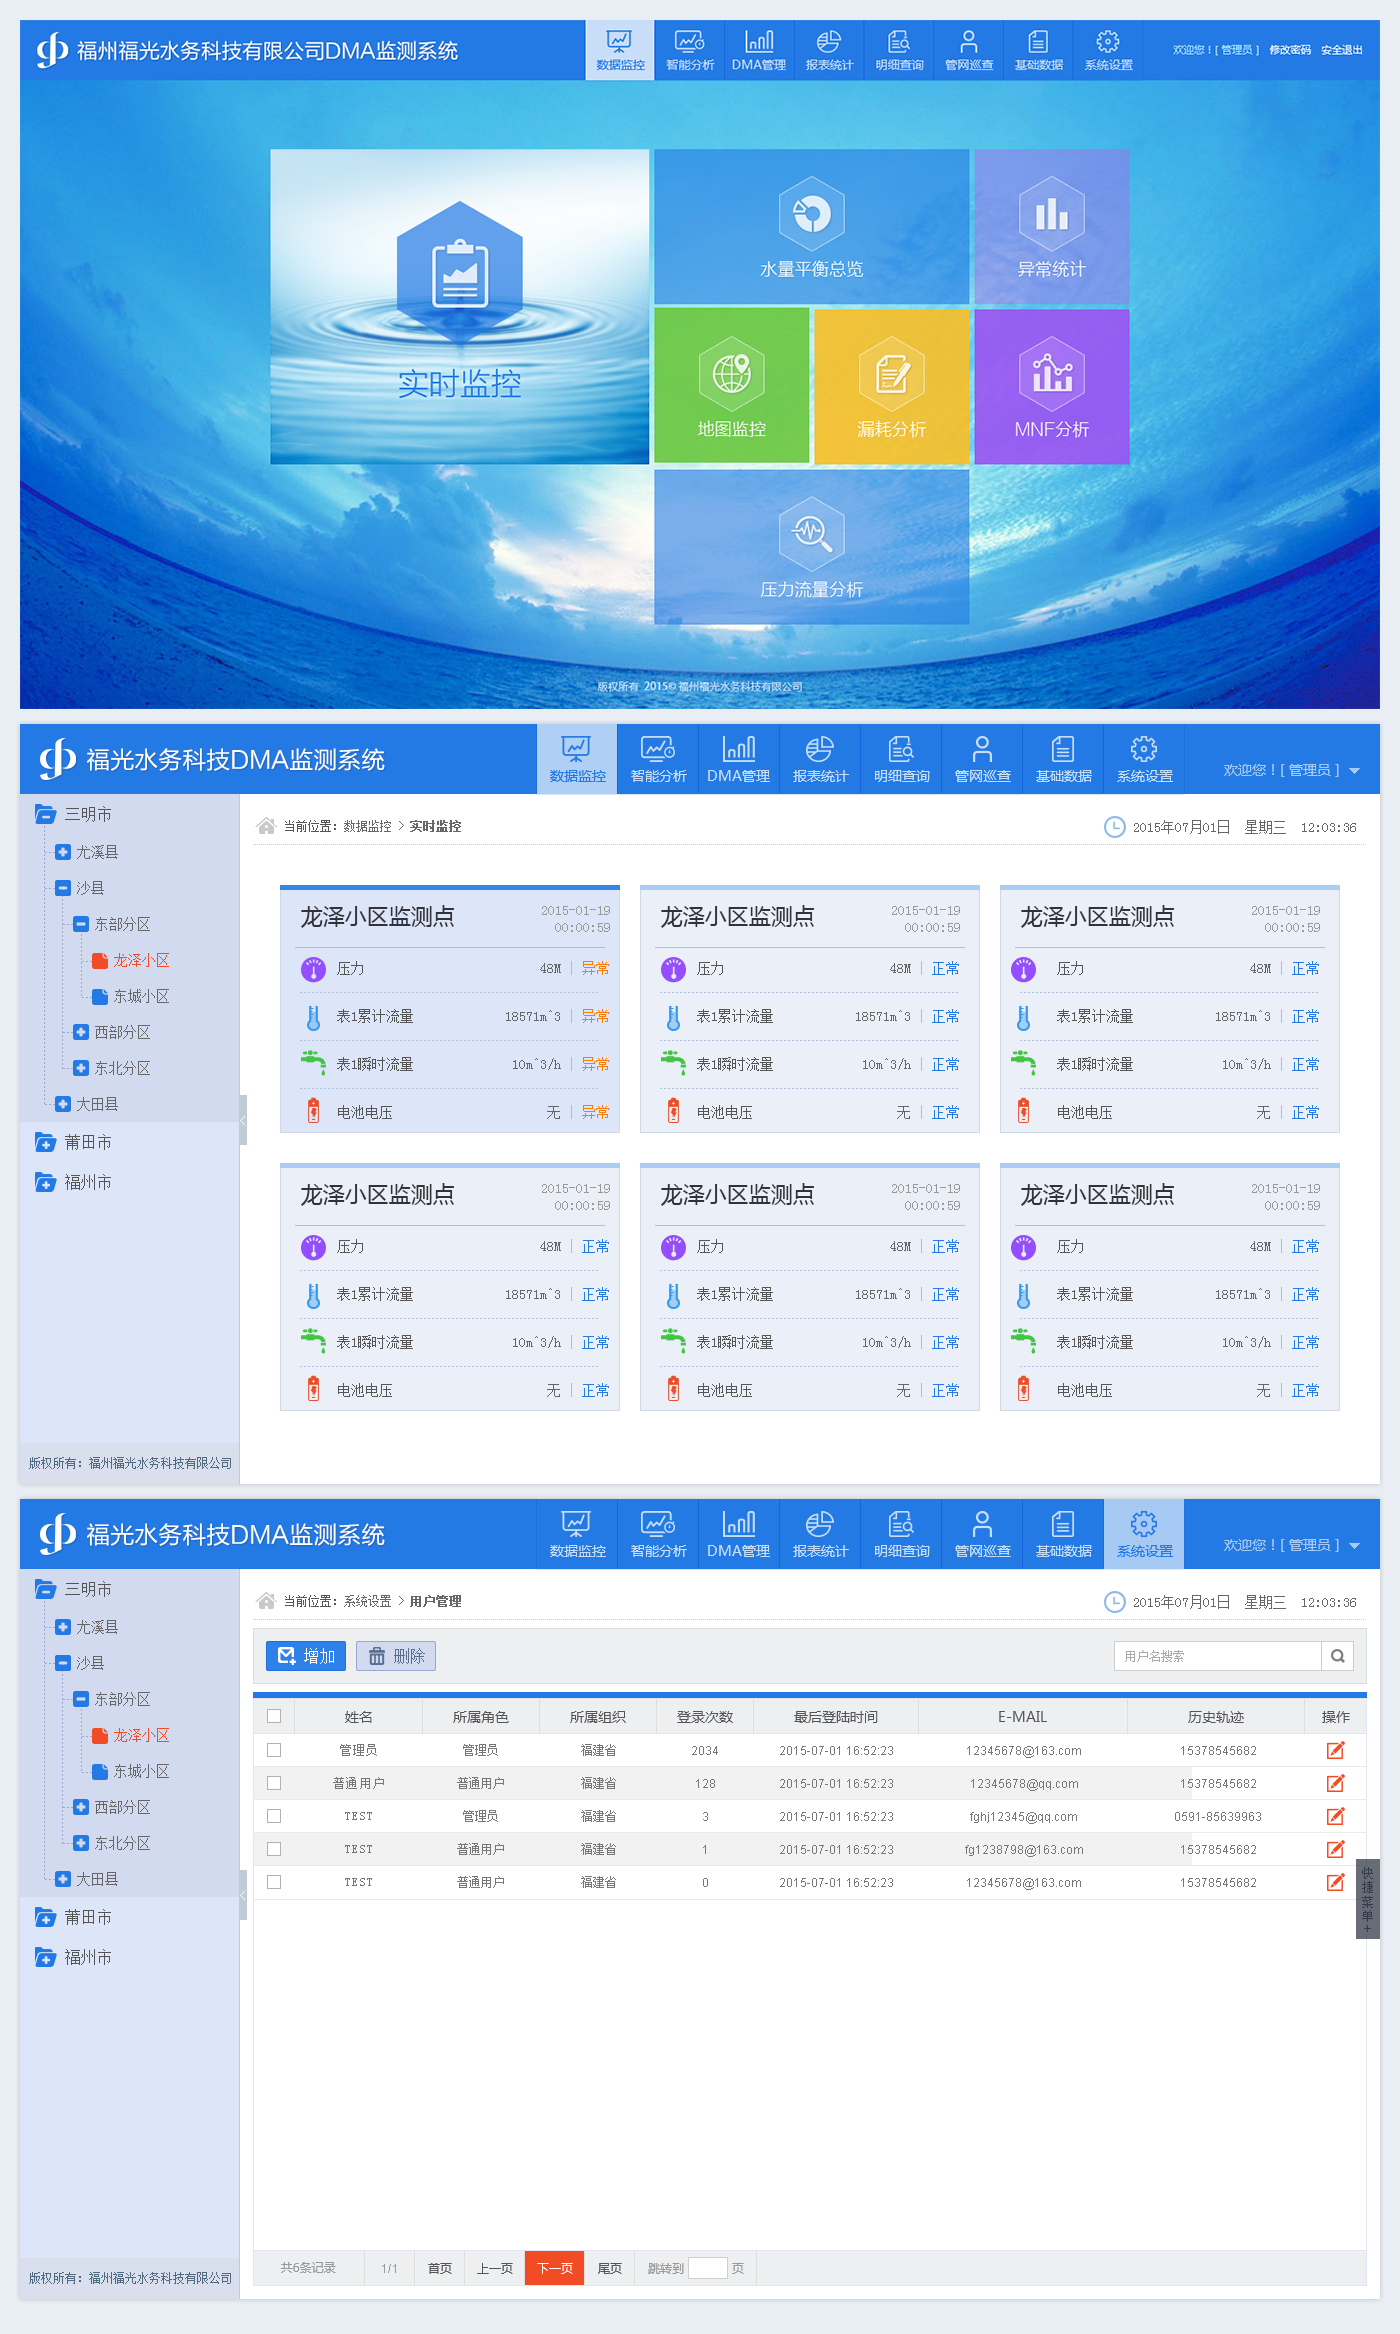 福州福光水务科技有限公司DMA监测系统
数据监控 智能分析 DMA管理 报表统计 明细查询 管网巡查 基础数据 系统设置
欢迎您！[ 管理员 ] 修改密码 安全退出
实时监控
水量平衡总览
异常统计
地图监控
漏耗分析
MNF分析
压力流量分析
版权所有 2015© 福州福光水务科技有限公司
福光水务科技DMA监测系统
数据监控 智能分析 DMA管理 报表统计 明细查询 管网巡查 基础数据 系统设置
欢迎您！[ 管理员 ]
三明市
尤溪县
沙县
东部分区
龙泽小区
东城小区
西部分区
东北分区
大田县
莆田市
福州市
版权所有：福州福光水务科技有限公司
当前位置：数据监控 > 实时监控
2015年07月01日 星期三 12:03:36
龙泽小区监测点 2015-01-19 00:00:59
压力 48M 异常
表1累计流量 18571m^3 异常
表1瞬时流量 10m^3/h 异常
电池电压 无 异常
龙泽小区监测点 2015-01-19 00:00:59
压力 48M 正常
表1累计流量 18571m^3 正常
表1瞬时流量 10m^3/h 正常
电池电压 无 正常
龙泽小区监测点 2015-01-19 00:00:59
压力 48M 正常
表1累计流量 18571m^3 正常
表1瞬时流量 10m^3/h 正常
电池电压 无 正常
龙泽小区监测点 2015-01-19 00:00:59
压力 48M 正常
表1累计流量 18571m^3 正常
表1瞬时流量 10m^3/h 正常
电池电压 无 正常
龙泽小区监测点 2015-01-19 00:00:59
压力 48M 正常
表1累计流量 18571m^3 正常
表1瞬时流量 10m^3/h 正常
电池电压 无 正常
龙泽小区监测点 2015-01-19 00:00:59
压力 48M 正常
表1累计流量 18571m^3 正常
表1瞬时流量 10m^3/h 正常
电池电压 无 正常
福光水务科技DMA监测系统
数据监控 智能分析 DMA管理 报表统计 明细查询 管网巡查 基础数据 系统设置
欢迎您！[ 管理员 ]
三明市
尤溪县
沙县
东部分区
龙泽小区
东城小区
西部分区
东北分区
大田县
莆田市
福州市
版权所有：福州福光水务科技有限公司
当前位置：系统设置 > 用户管理
2015年07月01日 星期三 12:03:36
增加 删除 用户名搜索
姓名 所属角色 所属组织 登录次数 最后登陆时间 E-MAIL 历史轨迹 操作
管理员 管理员 福建省 2034 2015-07-01 16:52:23 12345678@163.com 15378545682
普通用户 普通用户 福建省 128 2015-07-01 16:52:23 12345678@qq.com 15378545682
TEST 管理员 福建省 3 2015-07-01 16:52:23 fghj12345@qq.com 0591-85639963
TEST 普通用户 福建省 1 2015-07-01 16:52:23 fg1238798@163.com 15378545682
TEST 普通用户 福建省 0 2015-07-01 16:52:23 12345678@163.com 15378545682
快捷菜单+
共6条记录 1/1 首页 上一页 下一页 尾页 跳转到 页